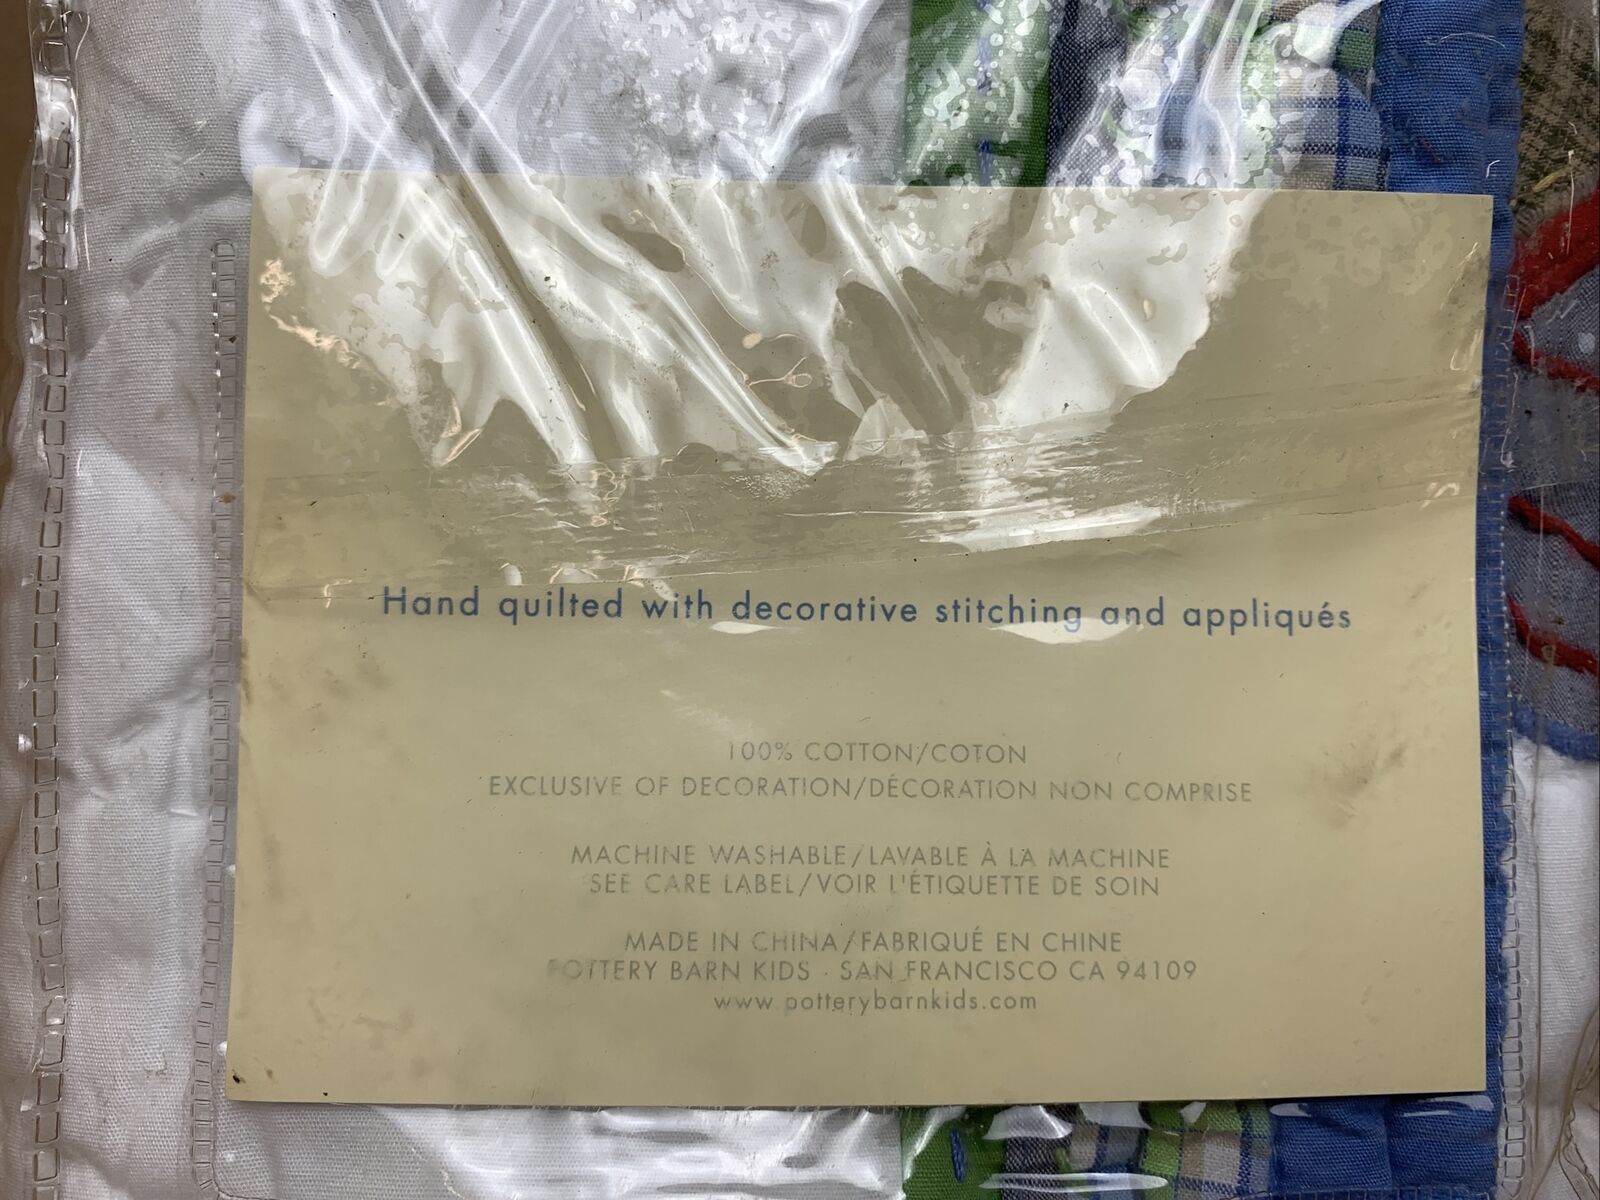 Hand quilted with decorative stitching and appliqués
100% COTTON/COTON
EXCLUSIVE OF DECORATION/DÉCORATION NON COMPRISE
MACHINE WASHABLE/LAVABLE À LA MACHINE
SEE CARE LABEL/VOIR L'ÉTIQUETTE DE SOIN
MADE IN CHINA/FABRIQUÉ EN CHINE
POTTERY BARN KIDS · SAN FRANCISCO CA 94109
www.potterybarnkids.com